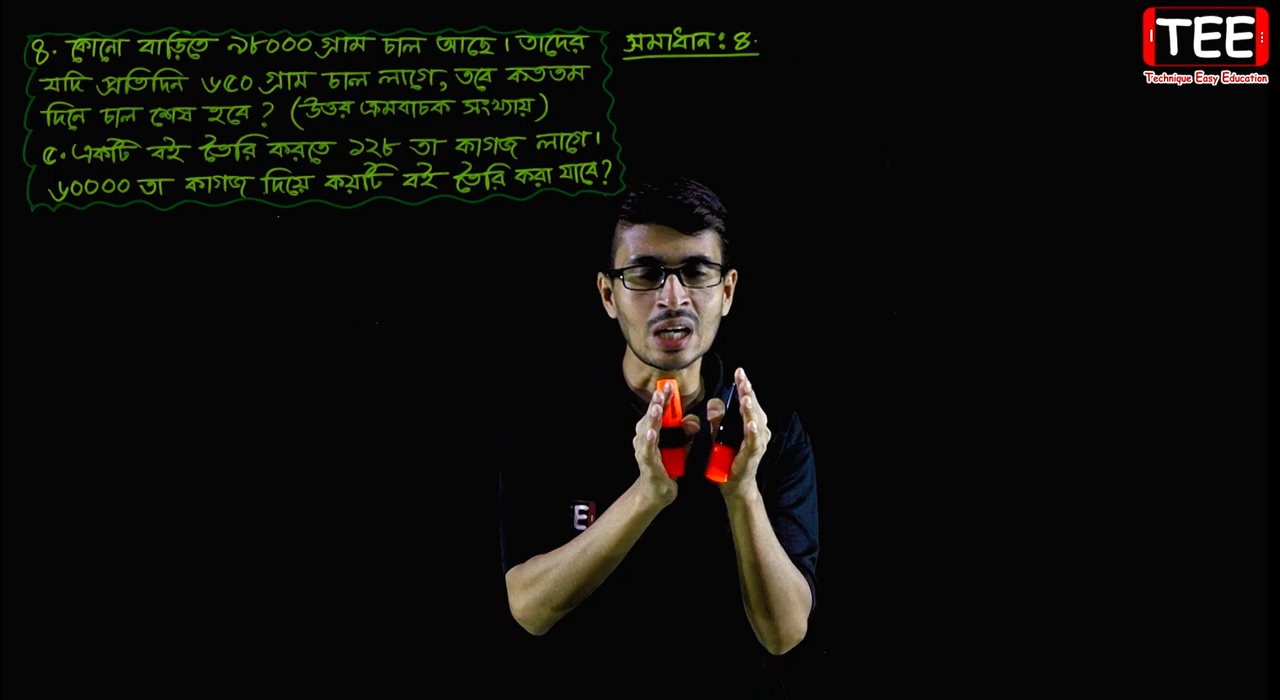 ৪. কোনো বাড়িতে ৯৮০০০ গ্রাম চাল আছে। তাদের
যদি প্রতিদিন ৬৫০ গ্রাম চাল লাগে, তবে কততম
দিনে চাল শেষ হবে? (উত্তর ক্রমবাচক সংখ্যায়)
৫. একটি বই তৈরি করতে ১২৮ তা কাগজ লাগে।
৬০০০০ তা কাগজ দিয়ে কয়টি বই তৈরি করা যাবে?
সমাধান: ৪.
TEE
Technique Easy Education
E